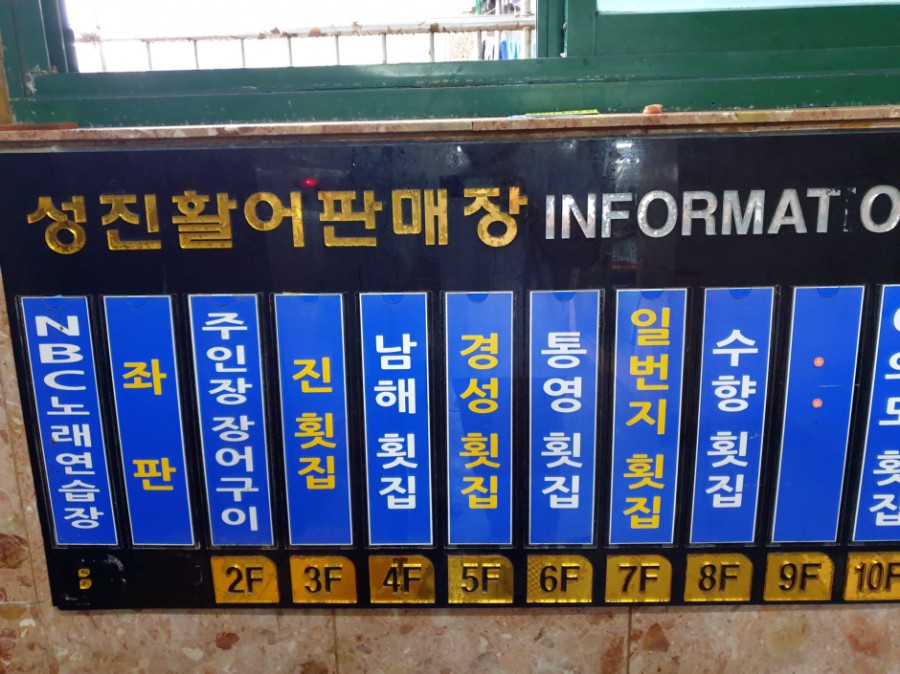 성진활어판매장 INFORMATIO
NBC노래연습장
좌판
주인장 장어구이
진 횟집
남해 횟집
경성 횟집
통영 횟집
일번지 횟집
수향 횟집
횟집
2F 3F 4F 5F 6F 7F 8F 9F 10F